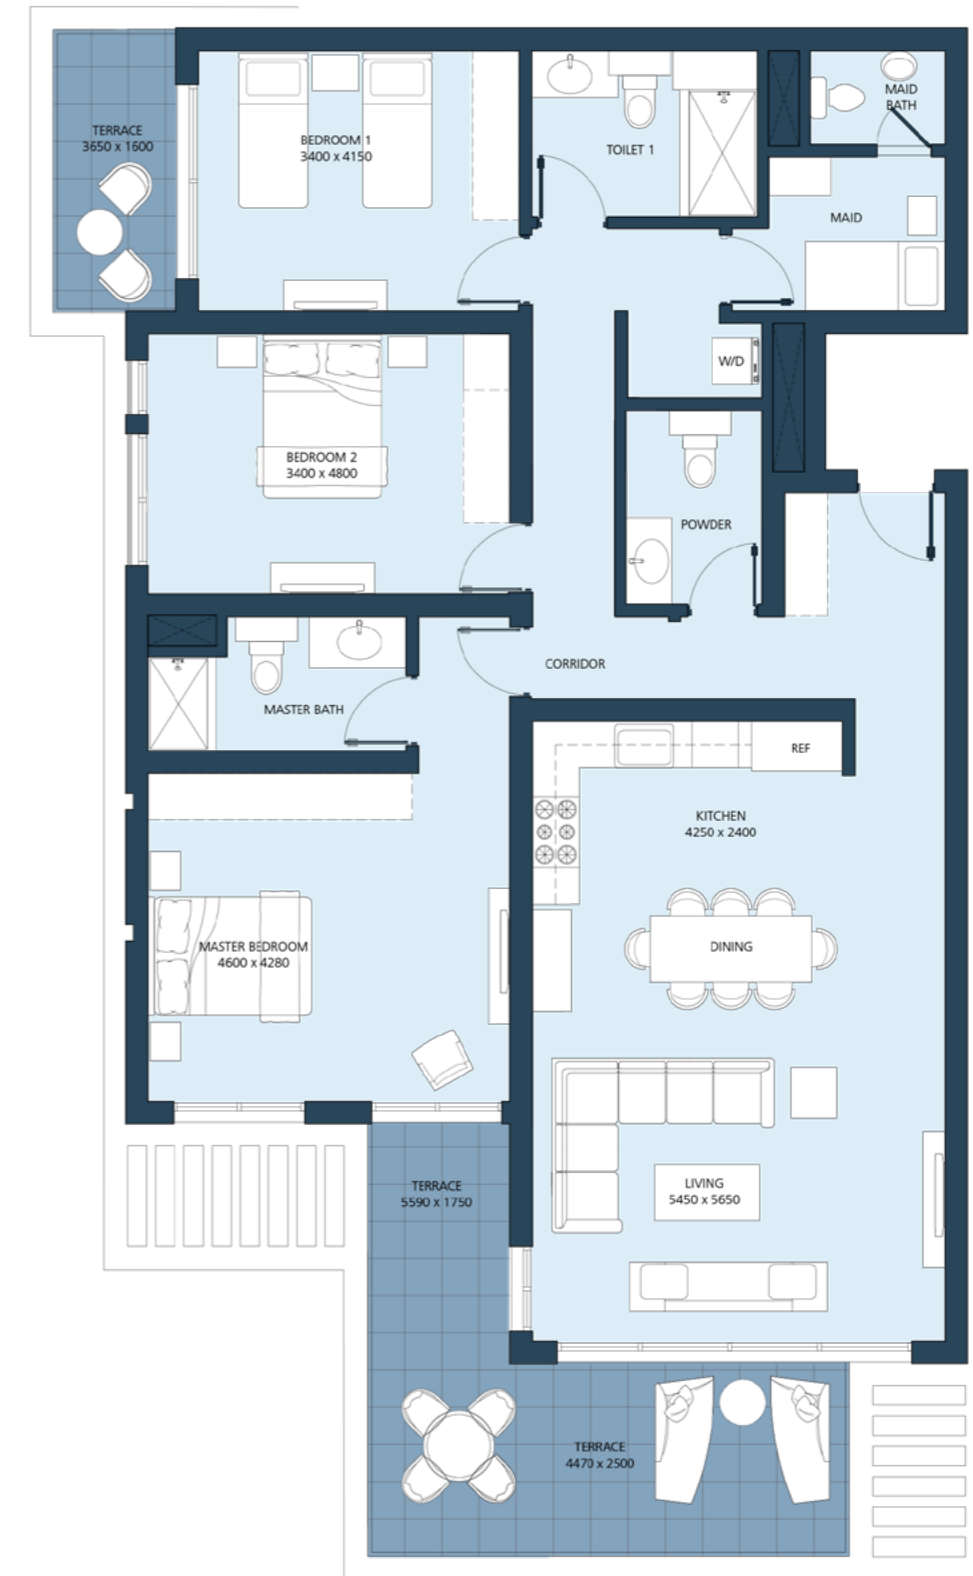 TERRACE
3650 x 1600
BEDROOM 1
3400 x 4150
TOILET 1
MAID
BATH
MAID
W/D
BEDROOM 2
3400 x 4800
POWDER
CORRIDOR
MASTER BATH
REF
KITCHEN
4250 x 2400
MASTER BEDROOM
4600 x 4280
DINING
TERRACE
5590 x 1750
LIVING
5450 x 5650
TERRACE
4470 x 2500